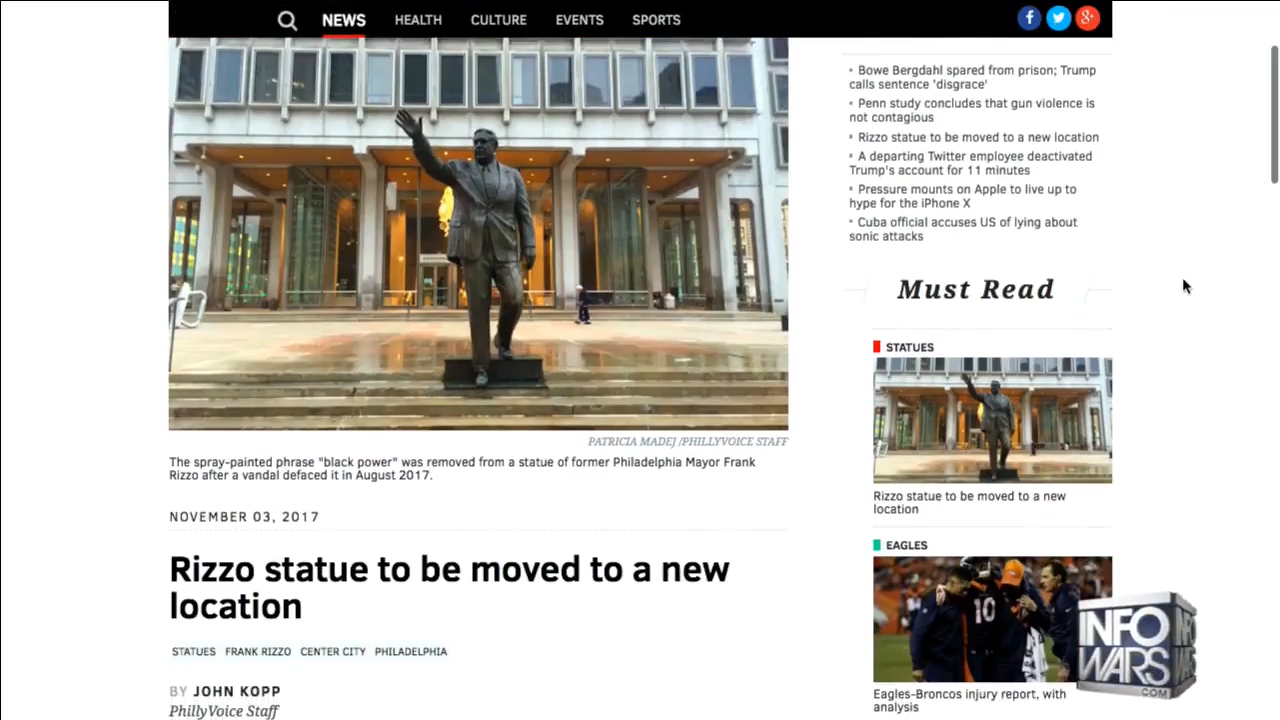 NEWS HEALTH CULTURE EVENTS SPORTS
PATRICIA MADEJ /PHILLYVOICE STAFF
The spray-painted phrase "black power" was removed from a statue of former Philadelphia Mayor Frank
Rizzo after a vandal defaced it in August 2017.
NOVEMBER 03, 2017
Rizzo statue to be moved to a new
location
STATUES FRANK RIZZO CENTER CITY PHILADELPHIA
BY JOHN KOPP
PhillyVoice Staff
Bowe Bergdahl spared from prison; Trump
calls sentence 'disgrace'
Penn study concludes that gun violence is
not contagious
Rizzo statue to be moved to a new location
A departing Twitter employee deactivated
Trump's account for 11 minutes
Pressure mounts on Apple to live up to
hype for the iPhone X
Cuba official accuses US of lying about
sonic attacks
Must Read
STATUES
Rizzo statue to be moved to a new
location
EAGLES
10
Eagles-Broncos injury report, with
analysis
INFO
WARS
.COM